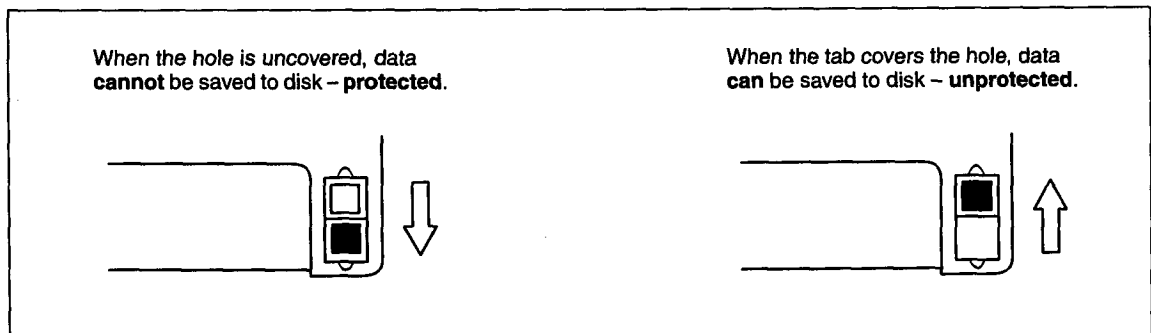 When the hole is uncovered, data
cannot be saved to disk – protected.
When the tab covers the hole, data
can be saved to disk – unprotected.